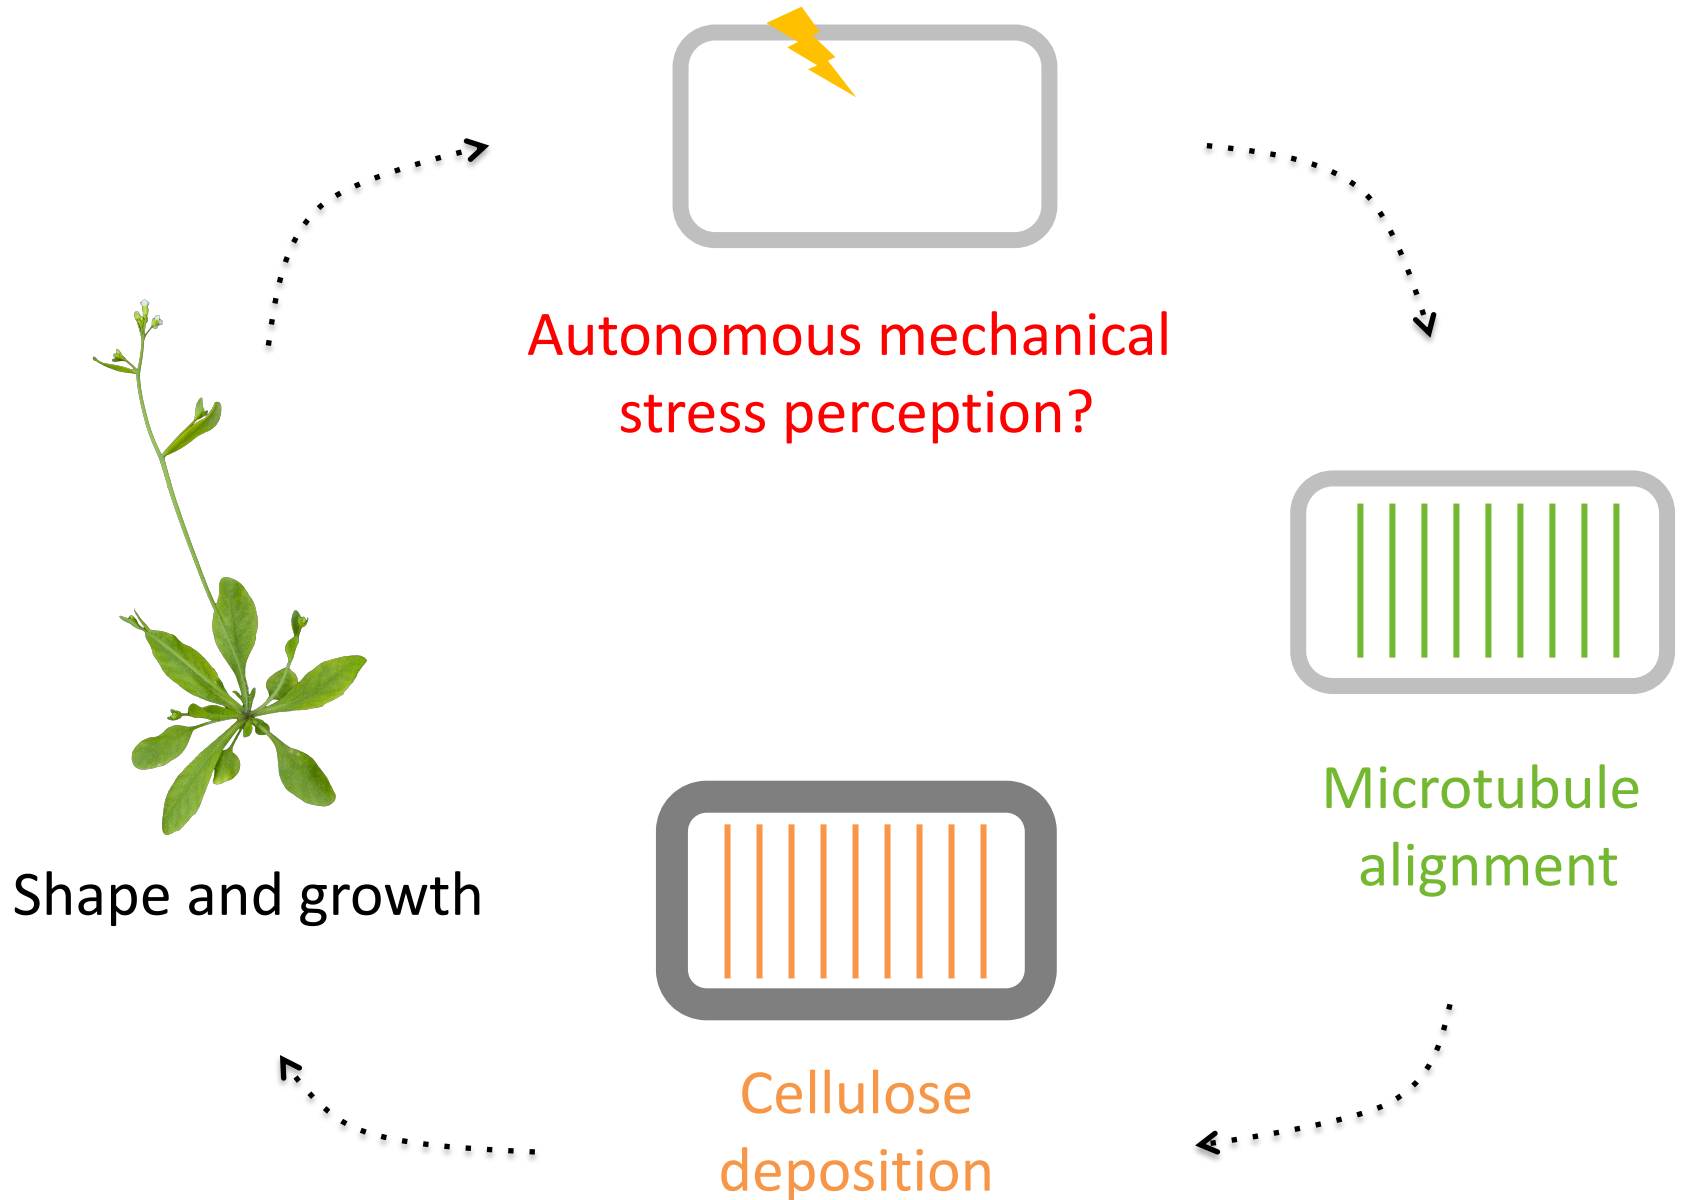 Autonomous mechanical
stress perception?
Microtubule
alignment
Shape and growth
Cellulose
deposition